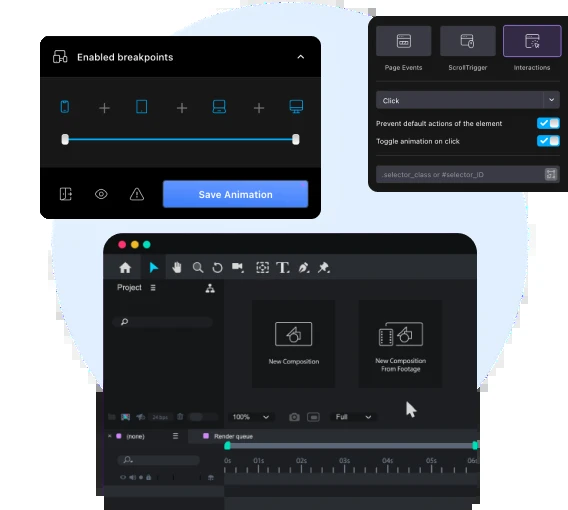 Enabled breakpoints
Save Animation
Page Events
ScrollTrigger
Interactions
Click
Prevent default actions of the element
Toggle animation on click
.selector_class or #selector_ID
Project
New Composition
New Composition
From Footage
100%
Full
(none)
Render queue
0s
01s
02s
03s
04s
05s
06s